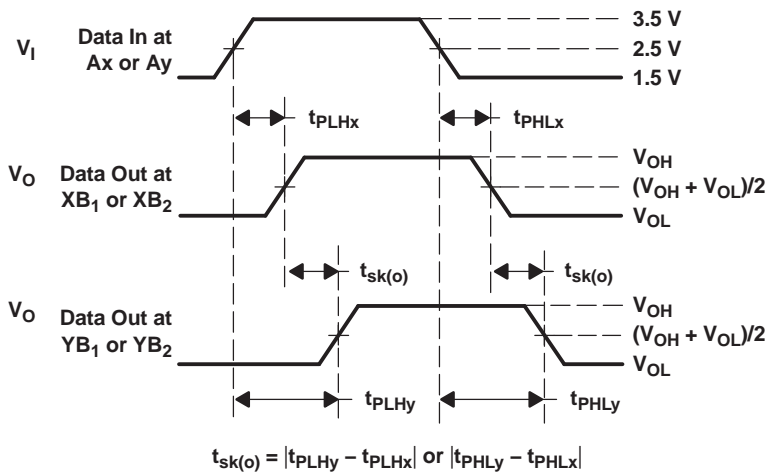 V_I
Data In at
Ax or Ay
3.5 V
2.5 V
1.5 V
t_PLHx
t_PHLx
V_O
Data Out at
XB_1 or XB_2
V_OH
(V_OH + V_OL)/2
V_OL
t_sk(o)
t_sk(o)
V_O
Data Out at
YB_1 or YB_2
V_OH
(V_OH + V_OL)/2
V_OL
t_PLHy
t_PHLy
t_sk(o) = |t_PLHy – t_PLHx| or |t_PHLy – t_PHLx|